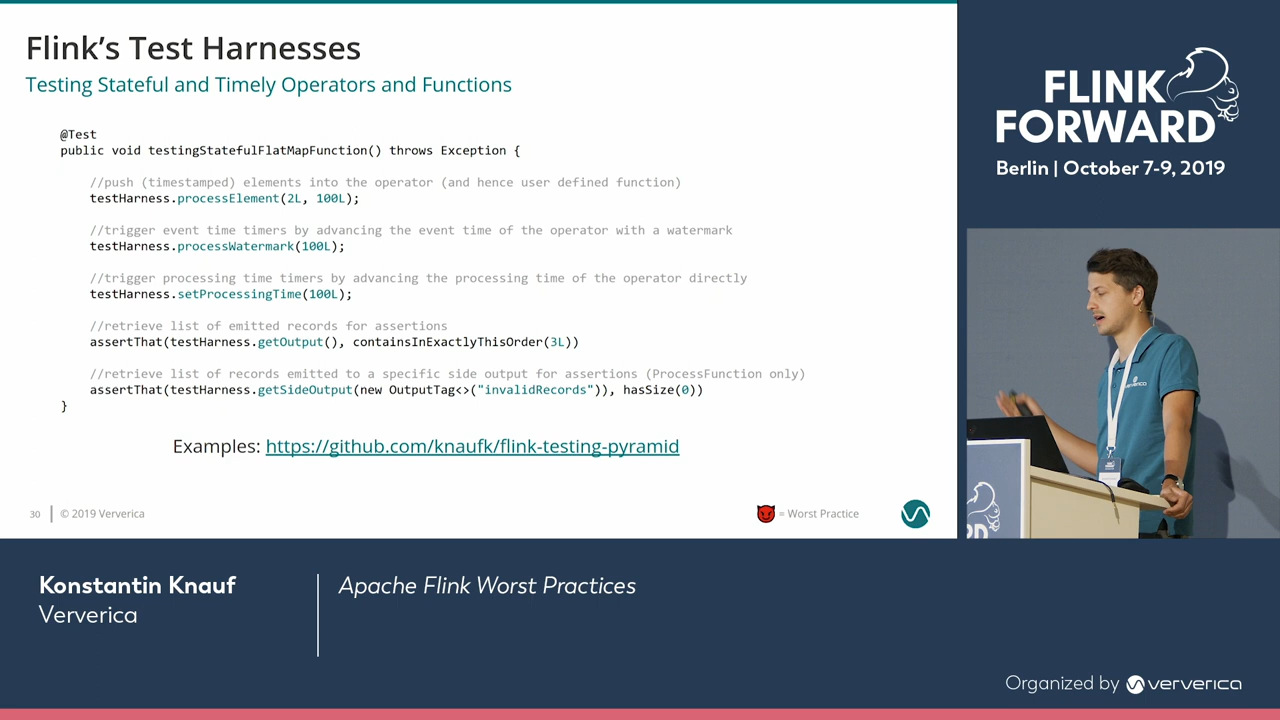 Flink's Test Harnesses
Testing Stateful and Timely Operators and Functions
@Test
public void testingStatefulFlatMapFunction() throws Exception {
//push (timestamped) elements into the operator (and hence user defined function)
testHarness.processElement(2L, 100L);
//trigger event time timers by advancing the event time of the operator with a watermark
testHarness.processWatermark(100L);
//trigger processing time timers by advancing the processing time of the operator directly
testHarness.setProcessingTime(100L);
//retrieve list of emitted records for assertions
assertThat(testHarness.getOutput(), containsInExactlyThisOrder(3L))
//retrieve list of records emitted to a specific side output for assertions (ProcessFunction only)
assertThat(testHarness.getSideOutput(new OutputTag<>("invalidRecords")), hasSize(0))
}
Examples: https://github.com/knaufk/flink-testing-pyramid
30 | © 2019 Ververica
= Worst Practice
FLINK
FORWARD
Berlin | October 7-9, 2019
ververica
RD
Konstantin Knauf
Ververica
Apache Flink Worst Practices
Organized by ververica